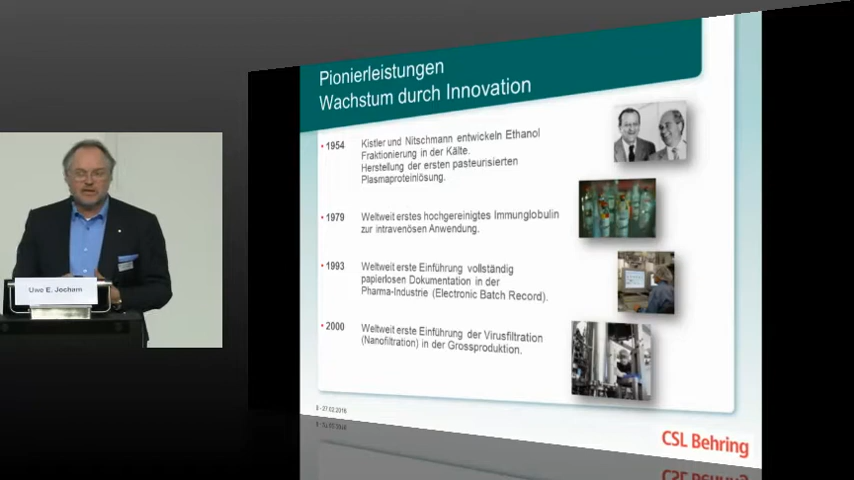 Pionierleistungen
Wachstum durch Innovation
• 1954 Kistler und Nitschmann entwickeln Ethanol
Fraktionierung in der Kälte.
Herstellung der ersten pasteurisierten
Plasmaproteinlösung.
• 1979 Weltweit erstes hochgereinigtes Immunglobulin
zur intravenösen Anwendung.
• 1993 Weltweit erste Einführung vollständig
papierlosen Dokumentation in der
Pharma-Industrie (Electronic Batch Record).
• 2000 Weltweit erste Einführung der Virusfiltration
(Nanofiltration) in der Grossproduktion.
Uwe E. Jocham
CSL Behring